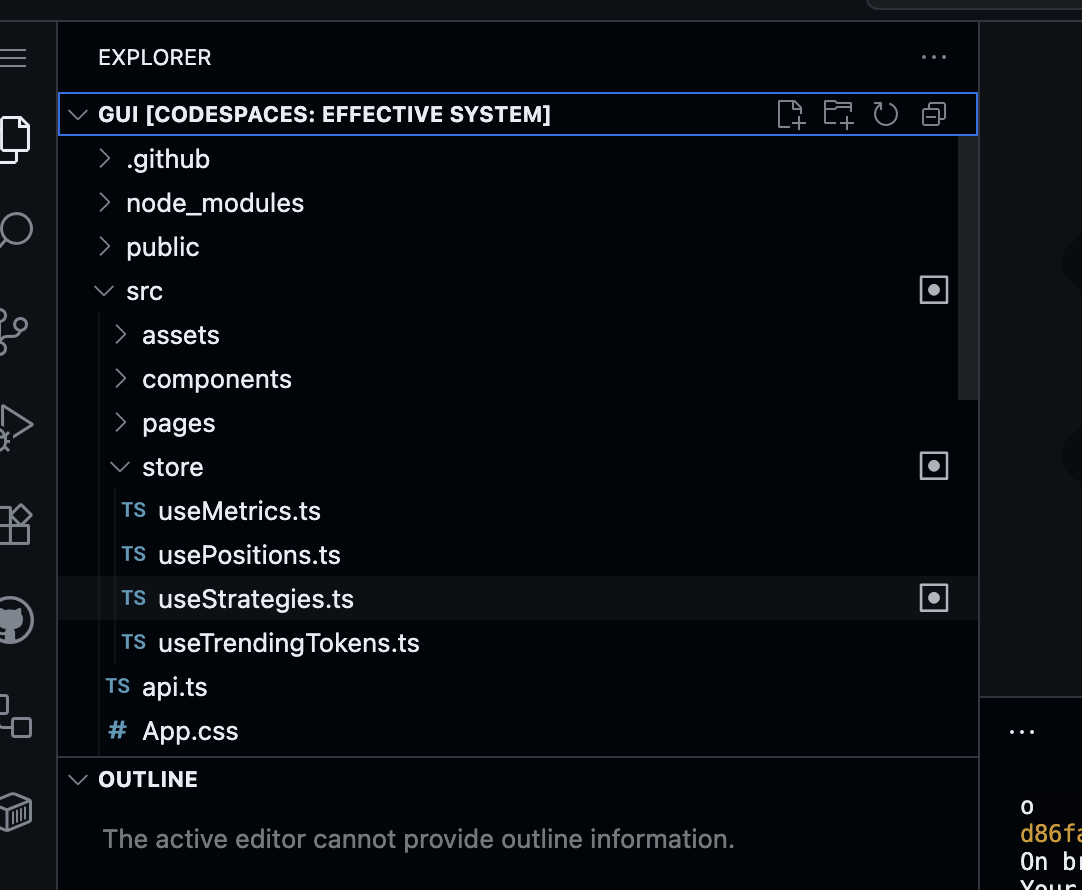 EXPLORER
GUI [CODESPACES: EFFECTIVE SYSTEM]
.github
node_modules
public
src
assets
components
pages
store
TS useMetrics.ts
TS usePositions.ts
TS useStrategies.ts
TS useTrendingTokens.ts
TS api.ts
# App.css
OUTLINE
The active editor cannot provide outline information.
o
d86fa
On b
Your